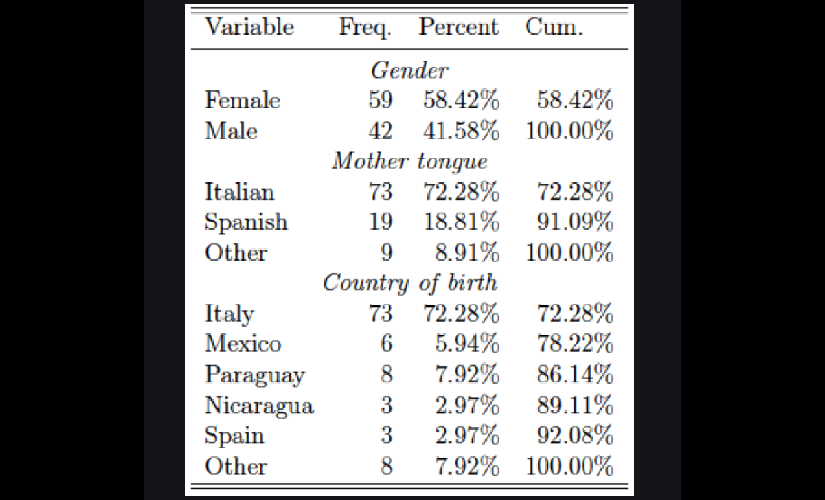 Variable Freq. Percent Cum.
Gender
Female 59 58.42% 58.42%
Male 42 41.58% 100.00%
Mother tongue
Italian 73 72.28% 72.28%
Spanish 19 18.81% 91.09%
Other 9 8.91% 100.00%
Country of birth
Italy 73 72.28% 72.28%
Mexico 6 5.94% 78.22%
Paraguay 8 7.92% 86.14%
Nicaragua 3 2.97% 89.11%
Spain 3 2.97% 92.08%
Other 8 7.92% 100.00%